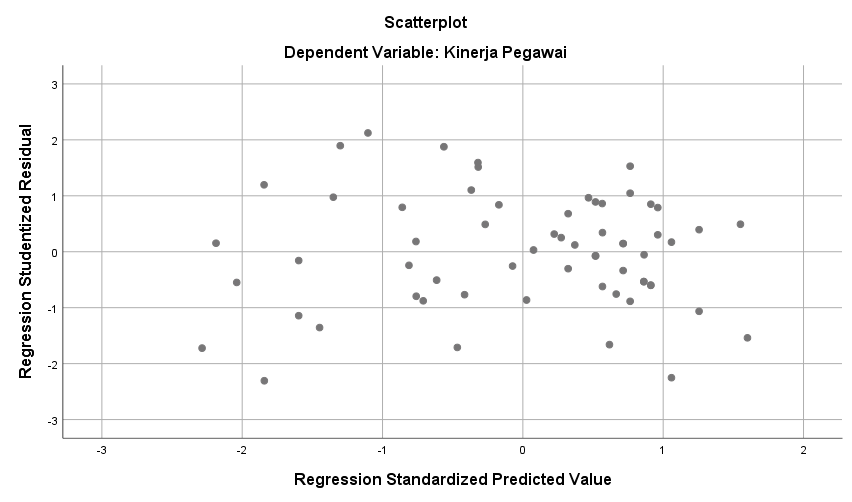 Scatterplot
Dependent Variable: Kinerja Pegawai
Regression Studentized Residual
3
2
1
0
-1
-2
-3
-3 -2 -1 0 1 2
Regression Standardized Predicted Value